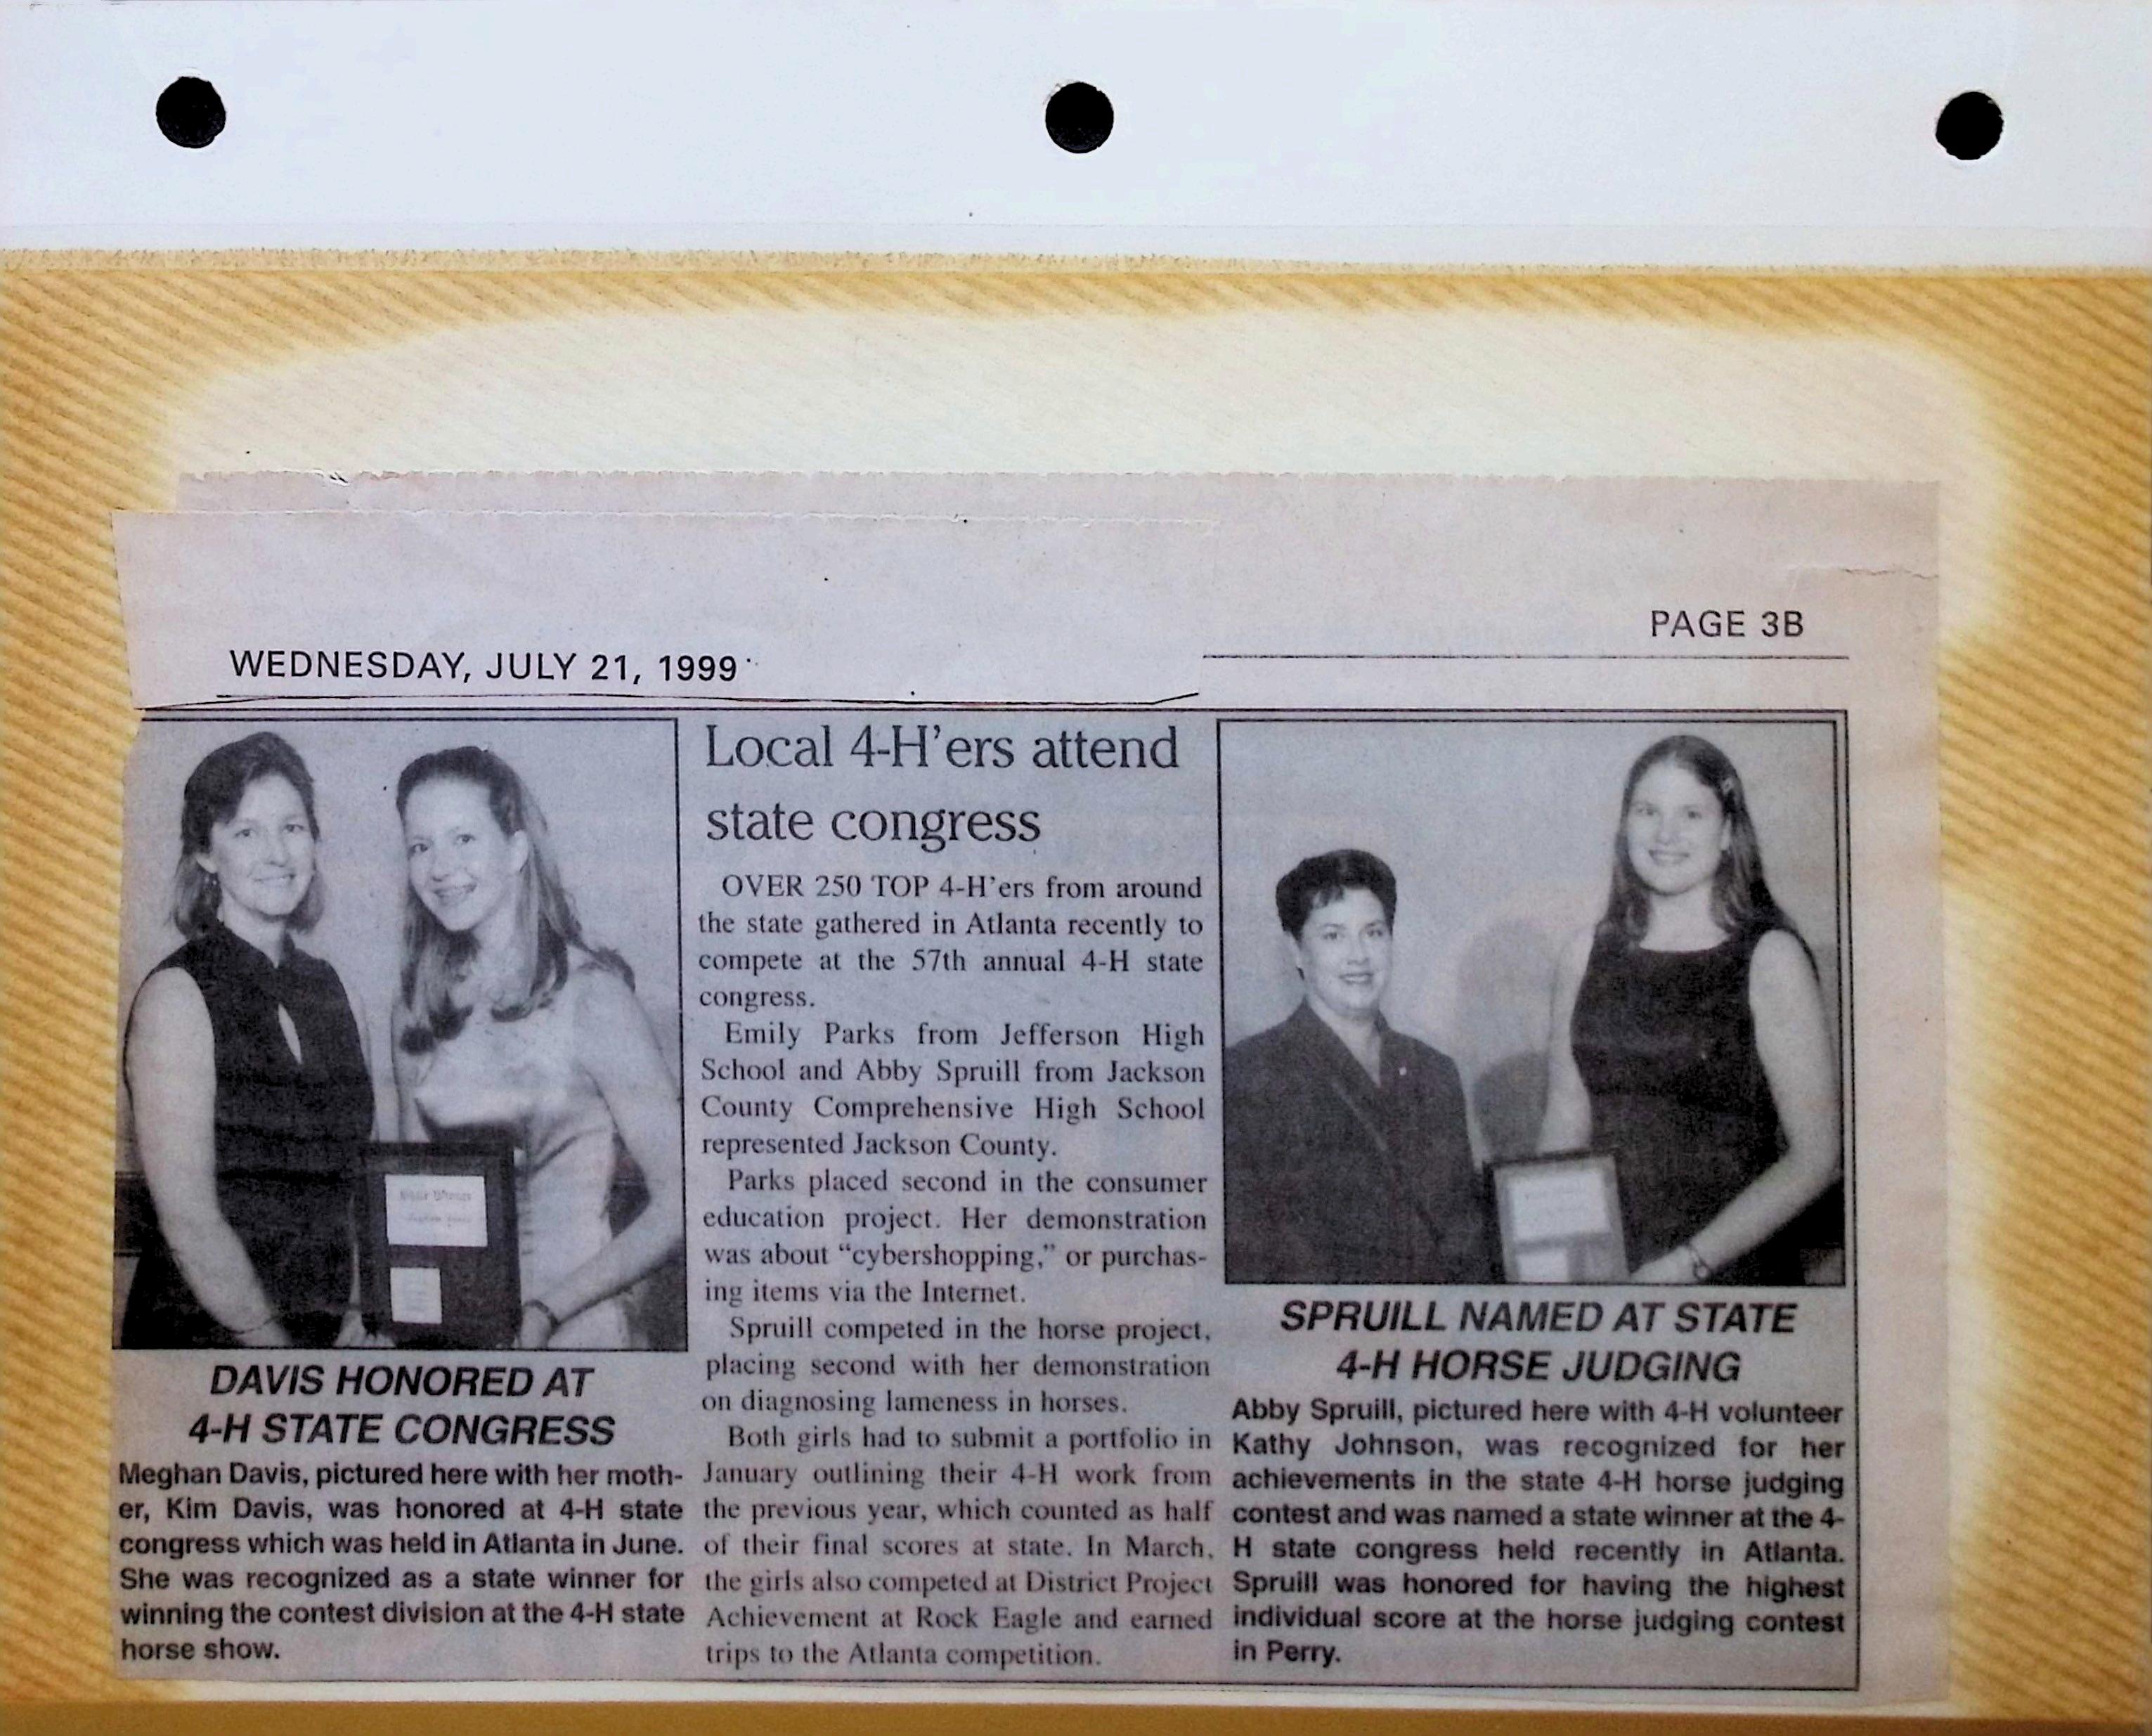 WEDNESDAY, JULY 21, 1999
PAGE 3B
DAVIS HONORED AT
4-H STATE CONGRESS
Meghan Davis, pictured here with her moth-
er, Kim Davis, was honored at 4-H state
congress which was held in Atlanta in June.
She was recognized as a state winner for
winning the contest division at the 4-H state
horse show.
Local 4-H'ers attend
state congress
OVER 250 TOP 4-H'ers from around
the state gathered in Atlanta recently to
compete at the 57th annual 4-H state
congress.
Emily Parks from Jefferson High
School and Abby Spruill from Jackson
County Comprehensive High School
represented Jackson County.
Parks placed second in the consumer
education project. Her demonstration
was about “cybershopping,” or purchas-
ing items via the Internet.
Spruill competed in the horse project,
placing second with her demonstration
on diagnosing lameness in horses.
Both girls had to submit a portfolio in
January outlining their 4-H work from
the previous year, which counted as half
of their final scores at state. In March,
the girls also competed at District Project
Achievement at Rock Eagle and earned
trips to the Atlanta competition.
SPRUILL NAMED AT STATE
4-H HORSE JUDGING
Abby Spruill, pictured here with 4-H volunteer
Kathy Johnson, was recognized for her
achievements in the state 4-H horse judging
contest and was named a state winner at the 4-
H state congress held recently in Atlanta.
Spruill was honored for having the highest
individual score at the horse judging contest
in Perry.